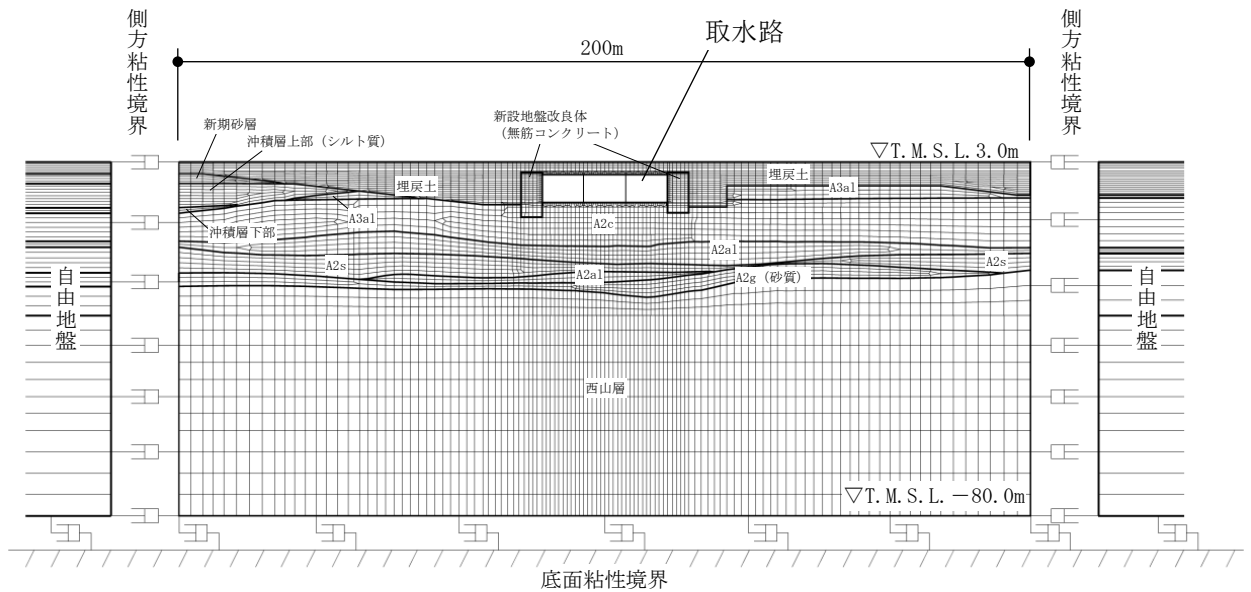 側方粘性境界
200m
取水路
側方粘性境界
新設地盤改良体
（無筋コンクリート）
新期砂層
沖積層上部（シルト質）
▽T.M.S.L.3.0m
埋戻土
埋戻土
A3al
A3al
沖積層下部
A2c
A2al
A2s
A2al
A2g（砂質）
A2s
自由地盤
自由地盤
西山層
▽T.M.S.L.－80.0m
底面粘性境界